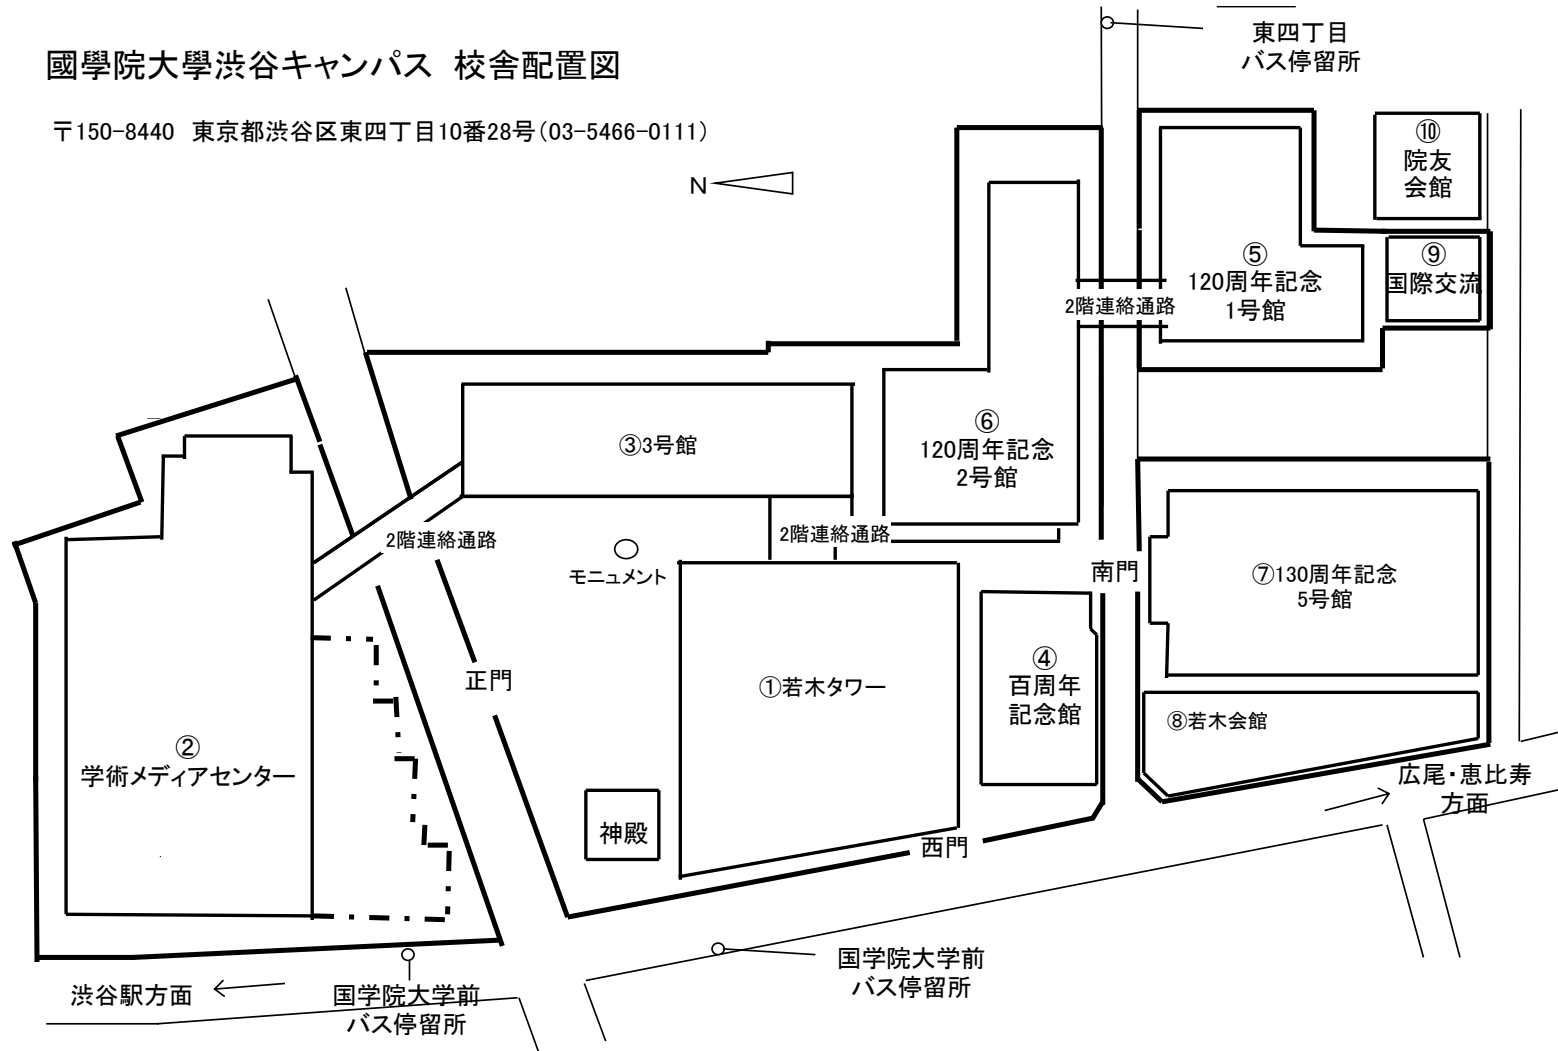 國學院大學渋谷キャンパス 校舎配置図
〒150-8440 東京都渋谷区東四丁目10番28号(03-5466-0111)
東四丁目
バス停留所
N
⑩
院友
会館
⑤
120周年記念
1号館
⑨
国際交流
2階連絡通路
⑥
120周年記念
2号館
③3号館
2階連絡通路
2階連絡通路
モニュメント
南門
⑦130周年記念
5号館
正門
①若木タワー
④
百周年
記念館
⑧若木会館
②
学術メディアセンター
広尾・恵比寿
方面
神殿
西門
国学院大学前
バス停留所
渋谷駅方面
国学院大学前
バス停留所